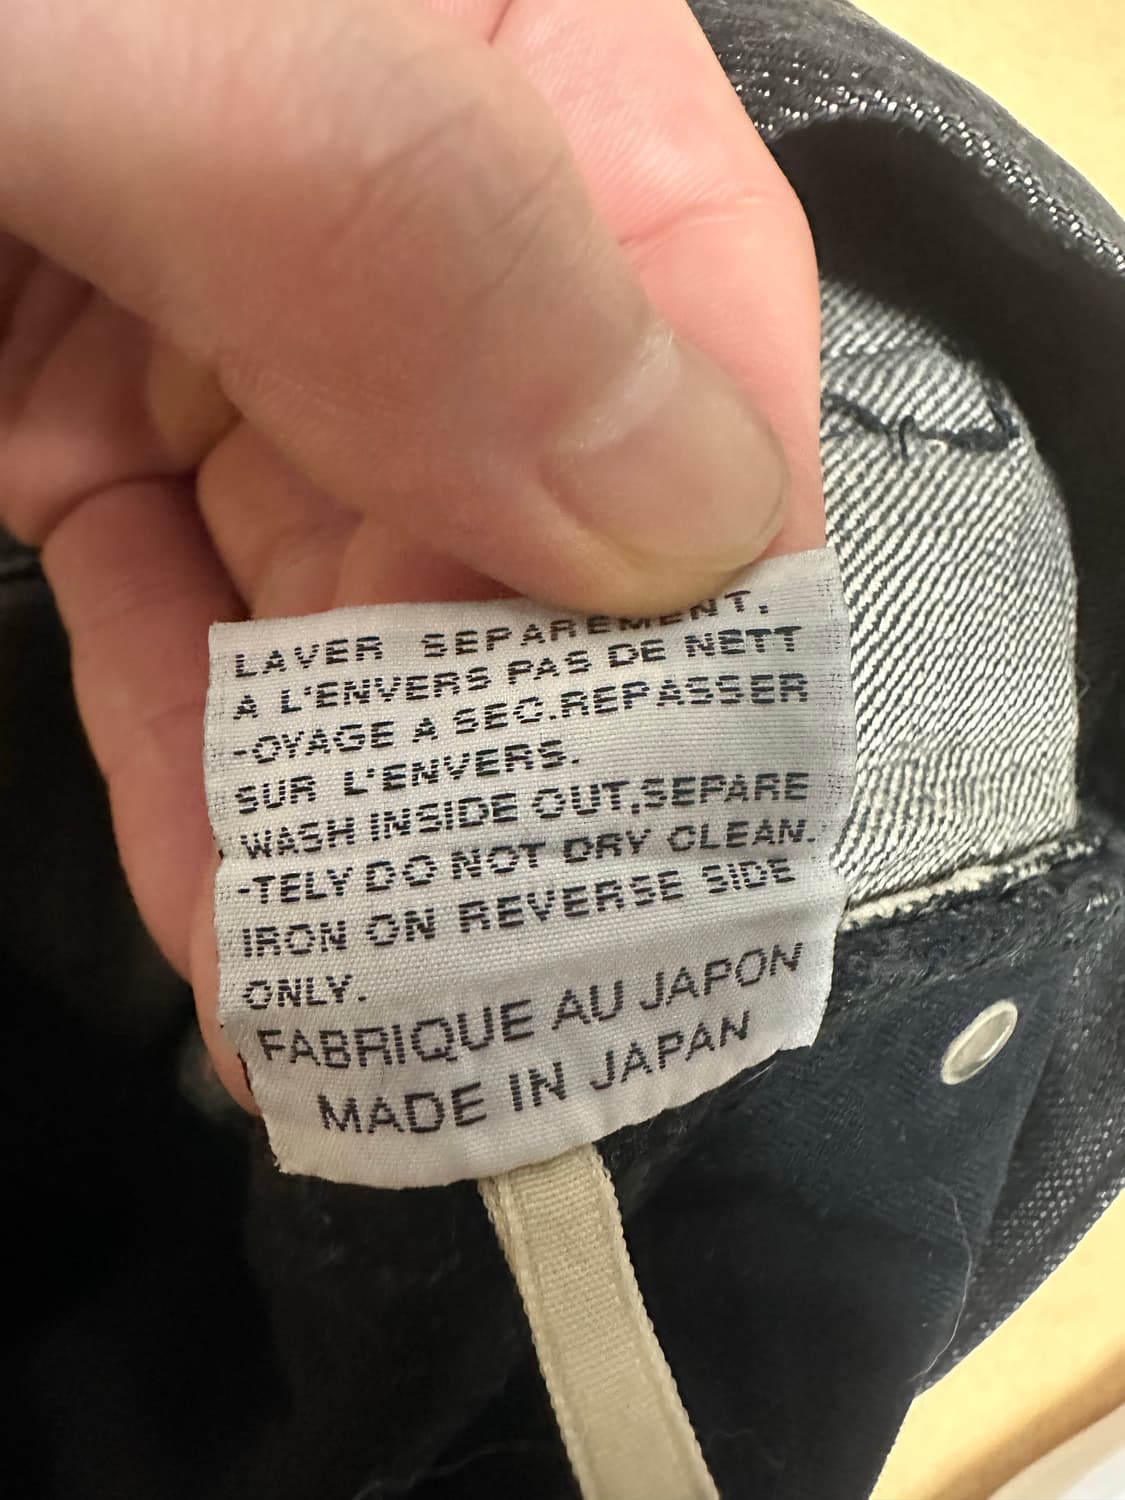 LAVER SEPAREMENT.
A L'ENVERS PAS DE NETT
-OYAGE A SEC.REPASSER
SUR L'ENVERS.
WASH INSIDE OUT,SEPARE
-TELY DO NOT DRY CLEAN.
IRON ON REVERSE SIDE
ONLY.
FABRIQUE AU JAPON
MADE IN JAPAN